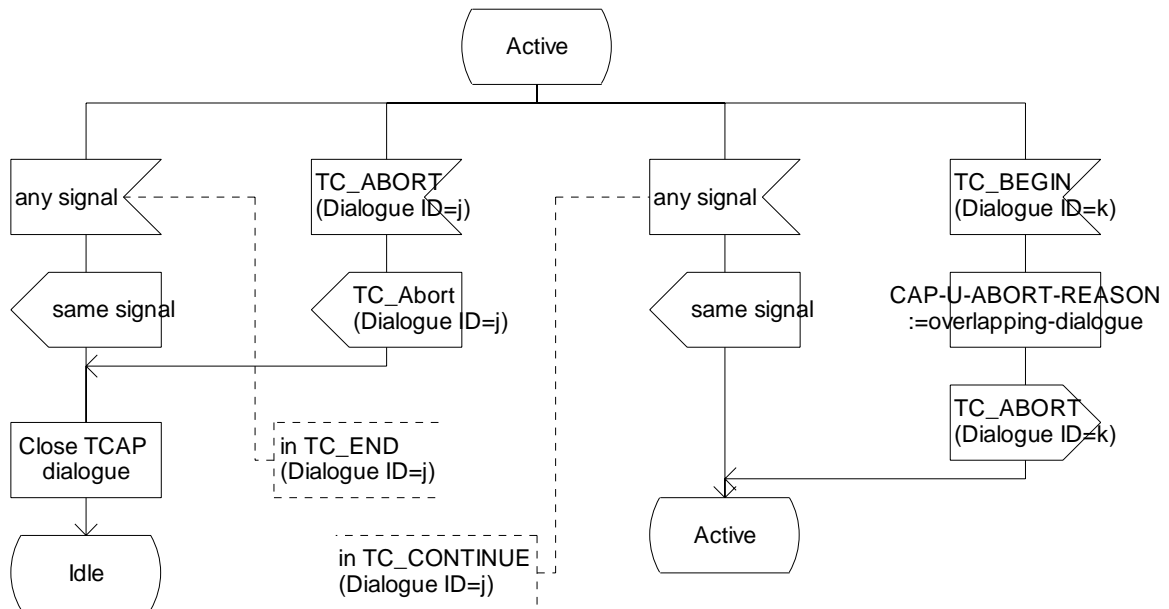 Active
any signal
TC_ABORT
(Dialogue ID=j)
any signal
TC_BEGIN
(Dialogue ID=k)
same signal
TC_Abort
(Dialogue ID=j)
same signal
CAP-U-ABORT-REASON
:=overlapping-dialogue
TC_ABORT
(Dialogue ID=k)
Close TCAP
dialogue
in TC_END
(Dialogue ID=j)
Active
Idle
in TC_CONTINUE
(Dialogue ID=j)